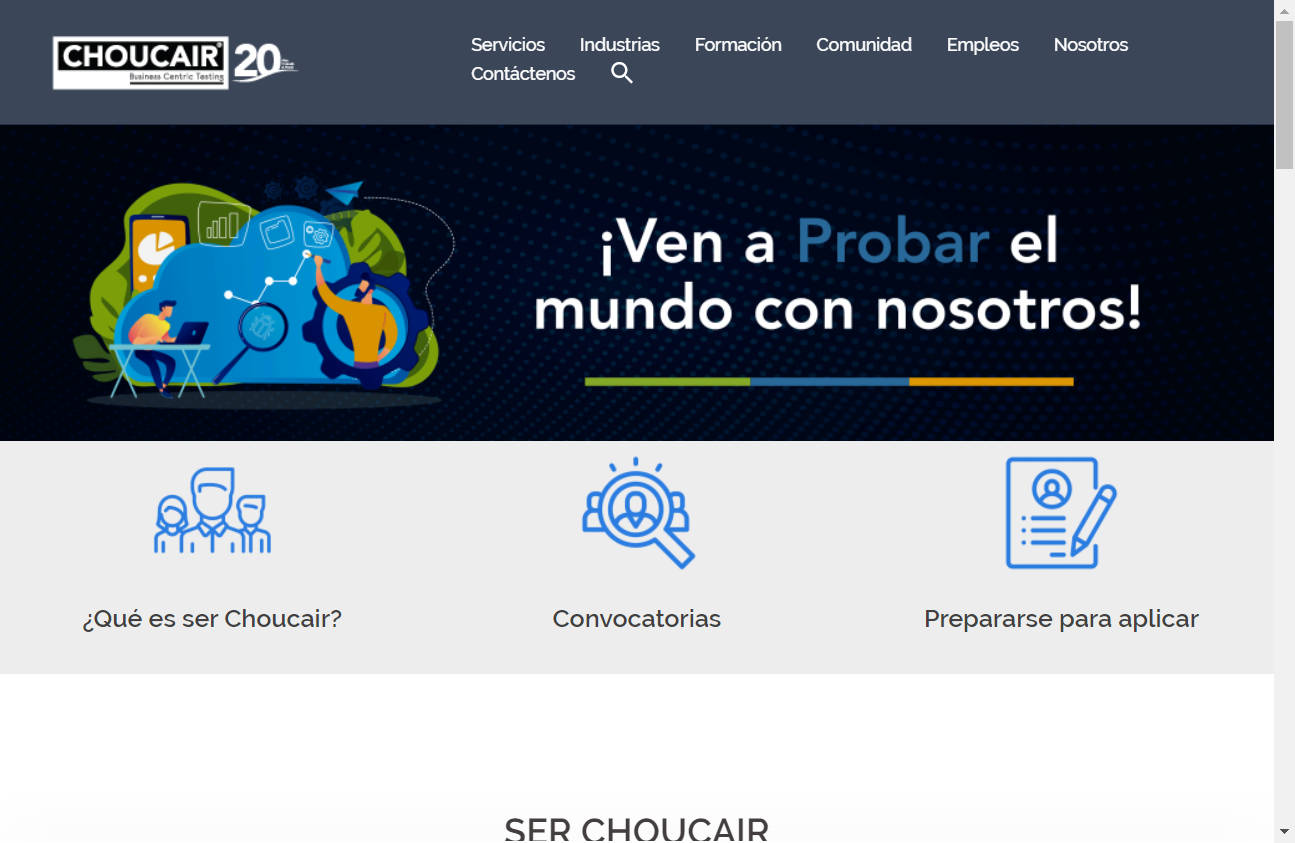 CHOUCAIR®
Business Centric Testing
20
Servicios
Industrias
Formación
Comunidad
Empleos
Nosotros
Contáctenos
¡Ven a Probar el
mundo con nosotros!
¿Qué es ser Choucair?
Convocatorias
Prepararse para aplicar
SER CHOUCAIR